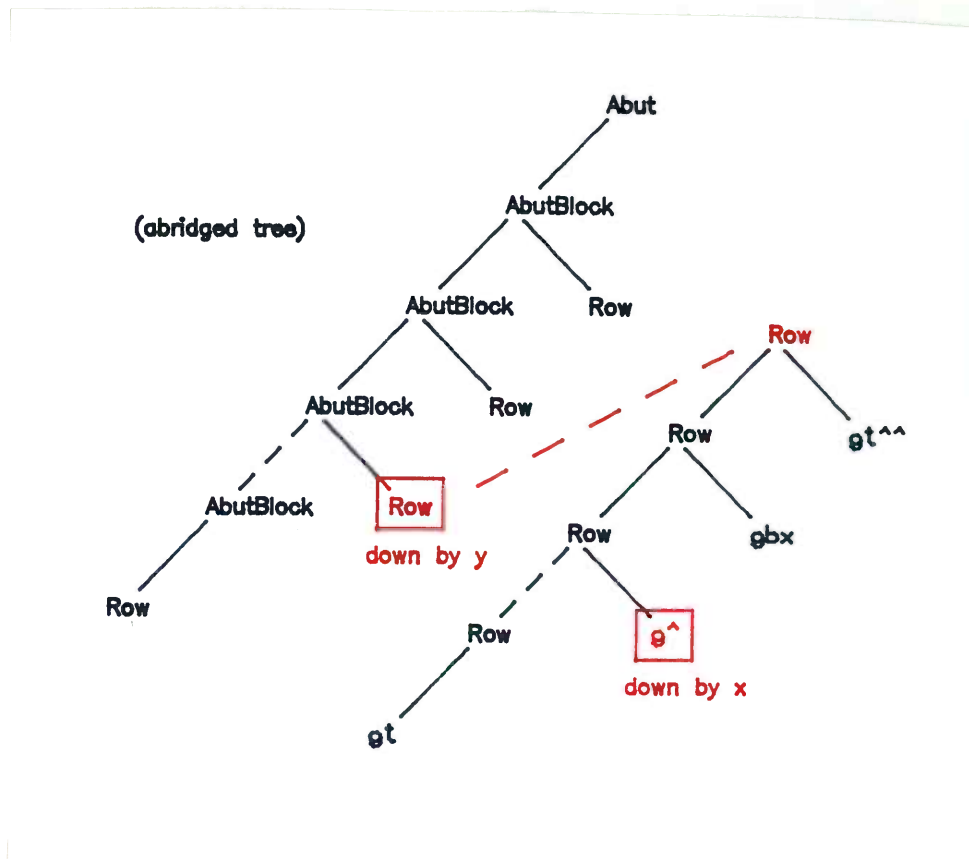 Abut
AbutBlock
(abridged tree)
AbutBlock
Row
Row
AbutBlock
Row
Row
gt^^
AbutBlock
Row
down by y
Row
gbx
Row
Row
g^
down by x
gt